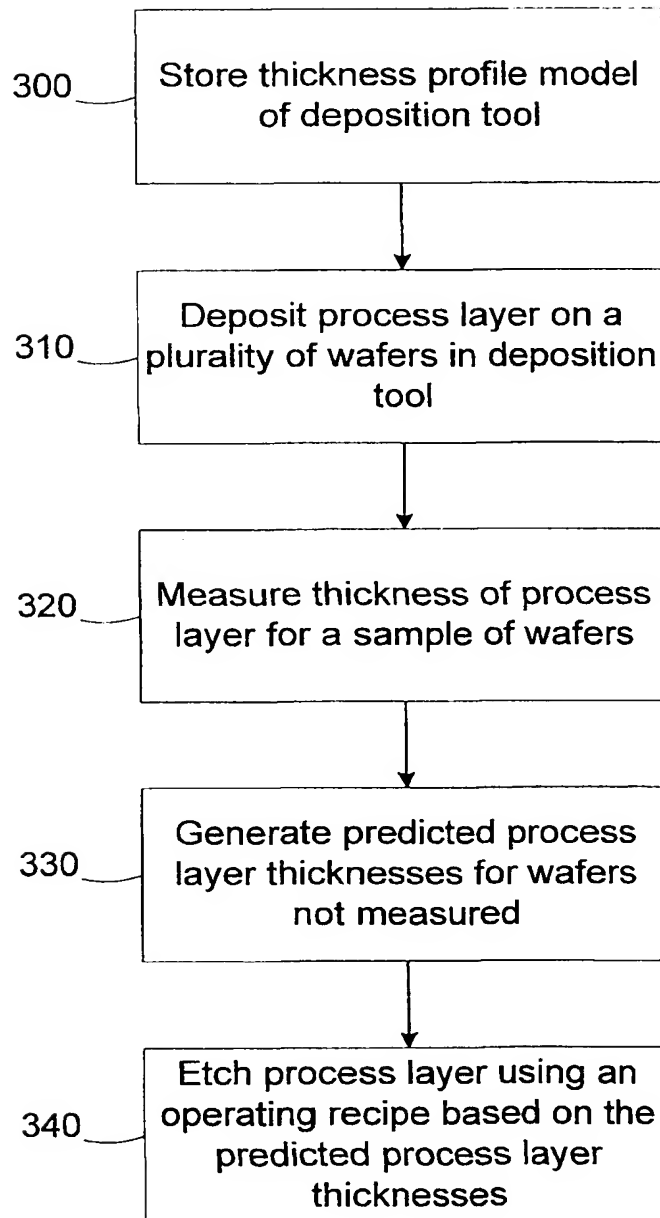 300
Store thickness profile model
of deposition tool
310
Deposit process layer on a
plurality of wafers in deposition
tool
320
Measure thickness of process
layer for a sample of wafers
330
Generate predicted process
layer thicknesses for wafers
not measured
340
Etch process layer using an
operating recipe based on the
predicted process layer
thicknesses